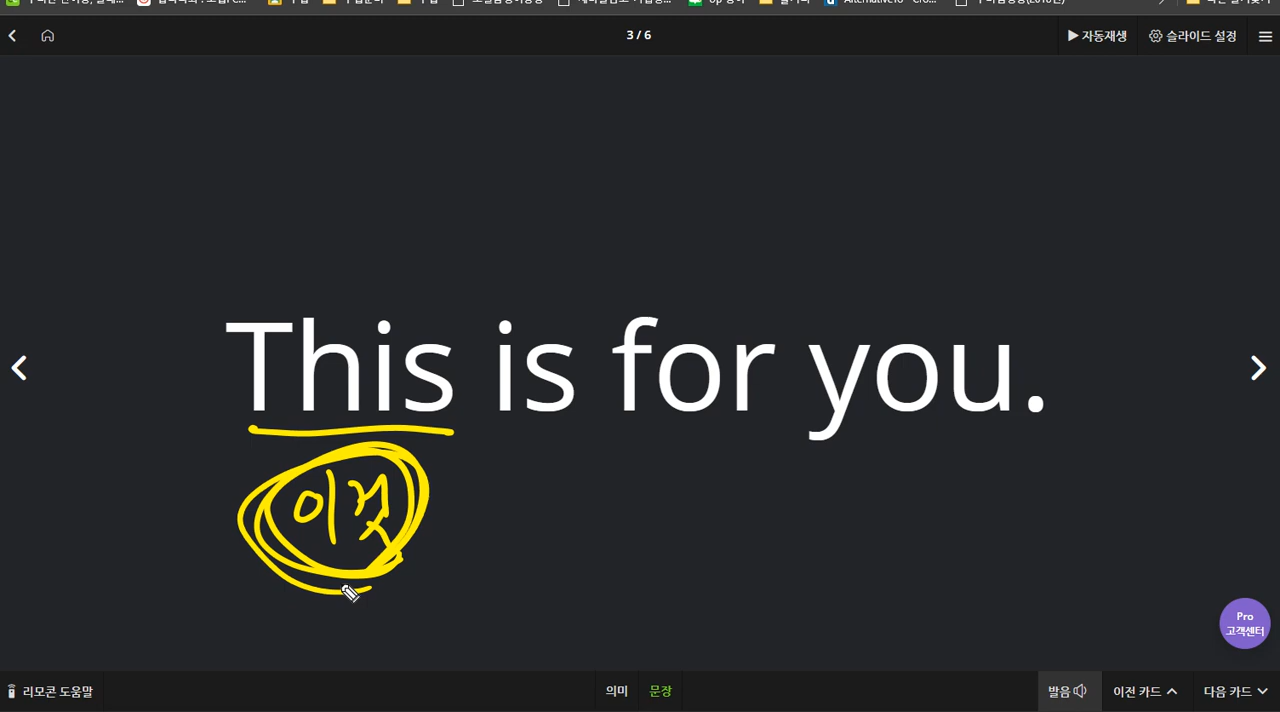 3 / 6
자동재생
슬라이드 설정
This is for you.
이것
Pro
고객센터
리모콘 도움말
의미
문장
발음
이전 카드
다음 카드